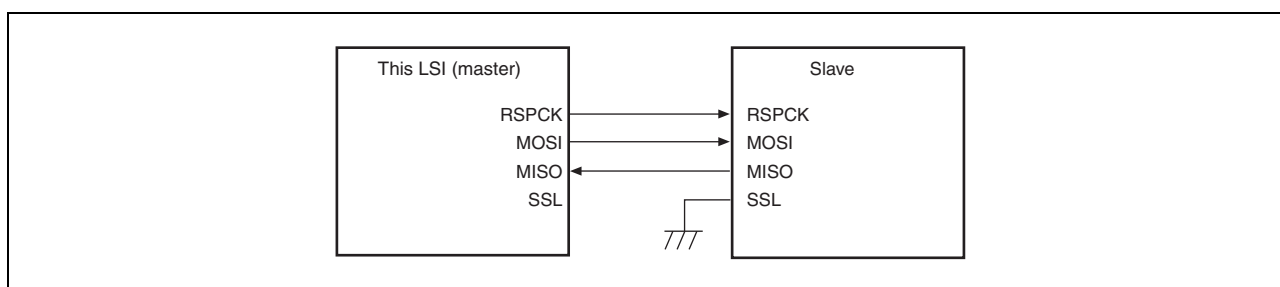 This LSI (master) Slave
RSPCK RSPCK
MOSI MOSI
MISO MISO
SSL SSL